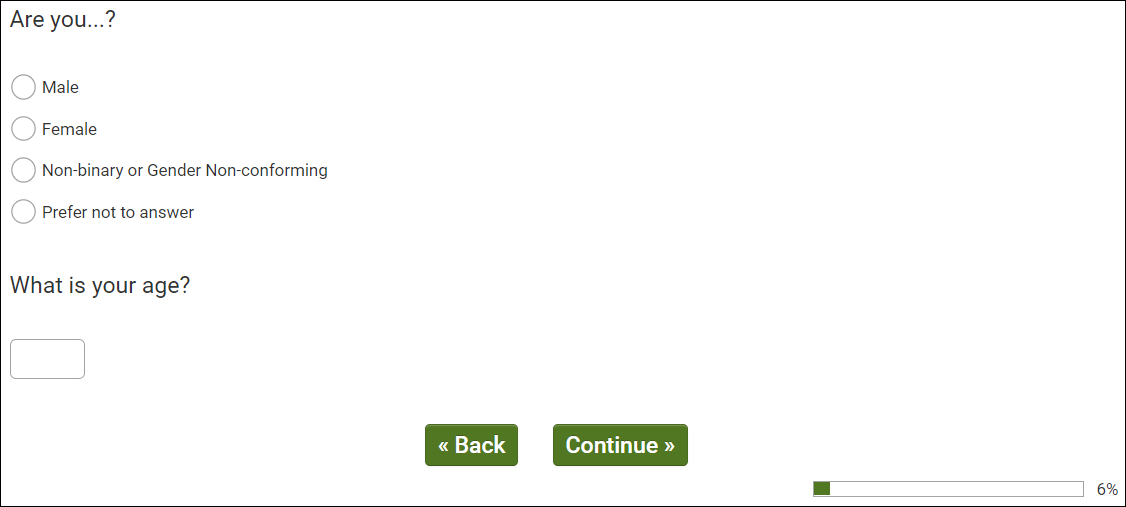 Are you...?
Male
Female
Non-binary or Gender Non-conforming
Prefer not to answer
What is your age?
« Back
Continue »
6%